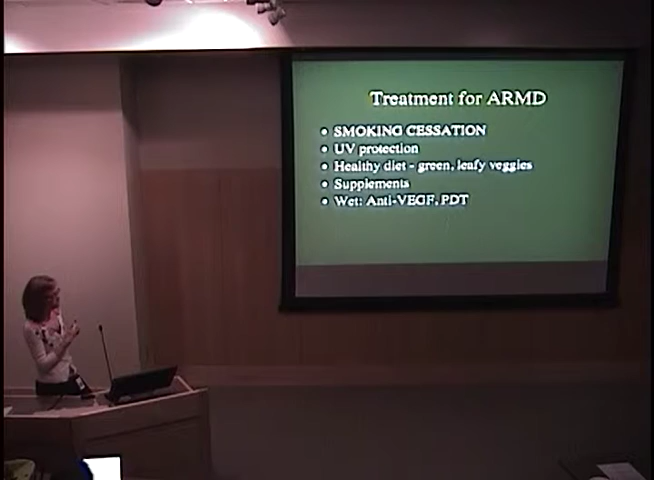 Treatment for ARMD
• SMOKING CESSATION
• UV protection
• Healthy diet - green, leafy veggies
• Supplements
• Wet: Anti-VEGF, PDT